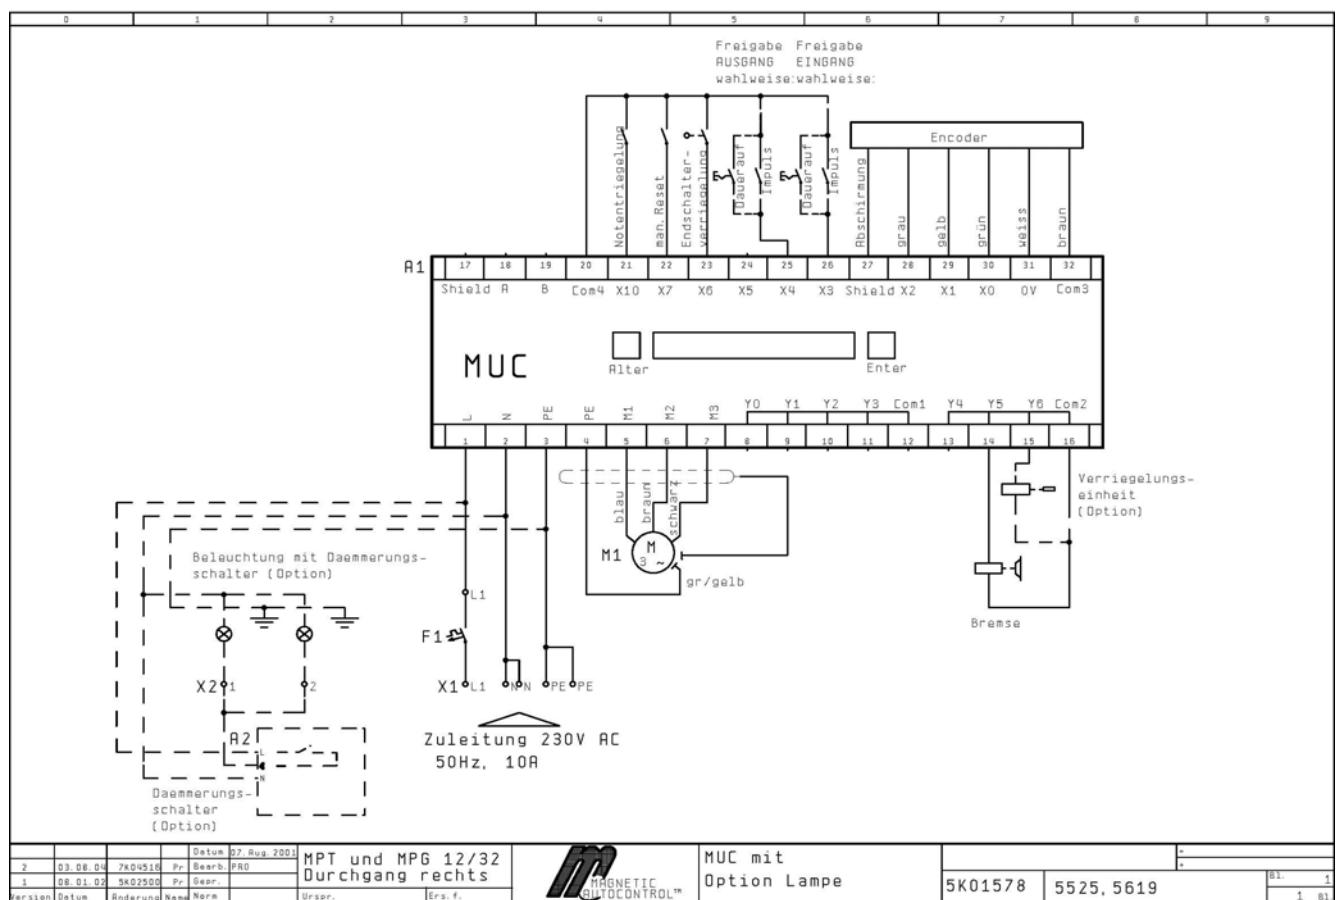 0 1 2 3 4 5 6 7 8 9
Freigabe Freigabe
AUSGANG EINGANG
wahlweise: wahlweise:
Encoder
Notentriegelung
man. Reset
Endschalter-
verriegelung
Dauerauf
Impuls
Dauerauf
Impuls
Abschirmung
grau
gelb
grün
weiss
braun
A1
17 18 19 20 21 22 23 24 25 26 27 28 29 30 31 32
Shield A B Com4 X10 X7 X6 X5 X4 X3 Shield X2 X1 X0 0V Com3
MUC
Alter
Enter
L N PE PE M1 M2 M3 Y0 Y1 Y2 Y3 Com1 Y4 Y5 Y6 Com2
1 2 3 4 5 6 7 8 9 10 11 12 13 14 15 16
blau
braun
schwarz
M1
M
3 ~
gr/gelb
Verriegelungs-
einheit
(Option)
Bremse
Beleuchtung mit Daemmerungs-
schalter (Option)
L1
F1
X2 1 2
X1 L1 N N PE PE
A2
L
N
Zuleitung 230V AC
50Hz, 10A
Daemmerungs-
schalter
(Option)
Datum 07. Aug. 2001
2 03.08.04 7K04516 Pr Bearb. PRO
1 08.01.02 5K02500 Pr Gepr.
Version Datum Änderung Name Norm
MPT und MPG 12/32
Durchgang rechts
Urspr. Ers. f.
MAGNETIC
AUTOCONTROL™
MUC mit
Option Lampe
5K01578
5525, 5619
Bl. 1
1 Bl.